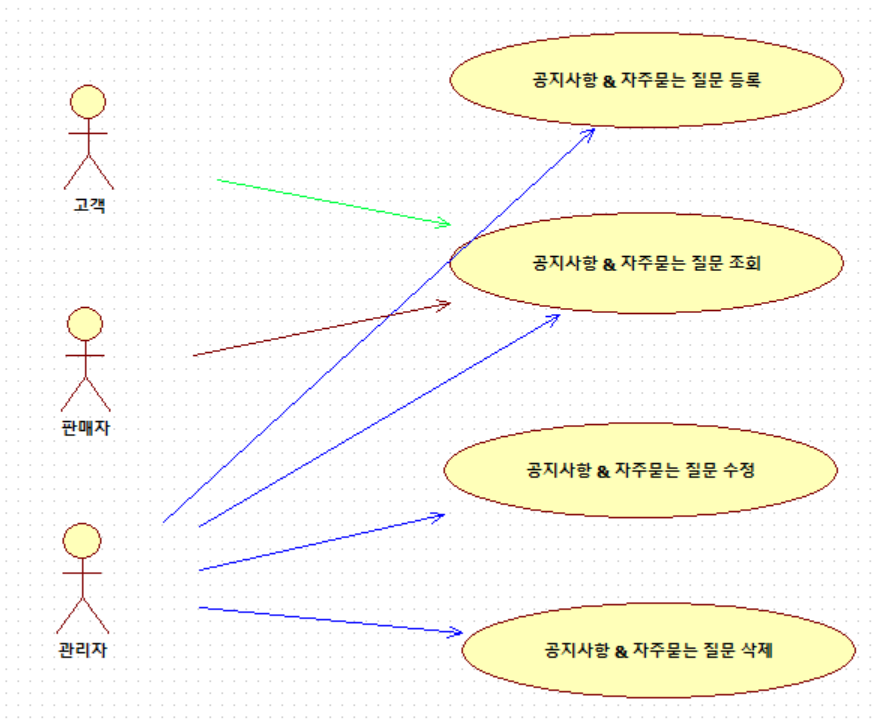 공지사항 & 자주묻는 질문 등록
고객
공지사항 & 자주묻는 질문 조회
판매자
공지사항 & 자주묻는 질문 수정
관리자
공지사항 & 자주묻는 질문 삭제